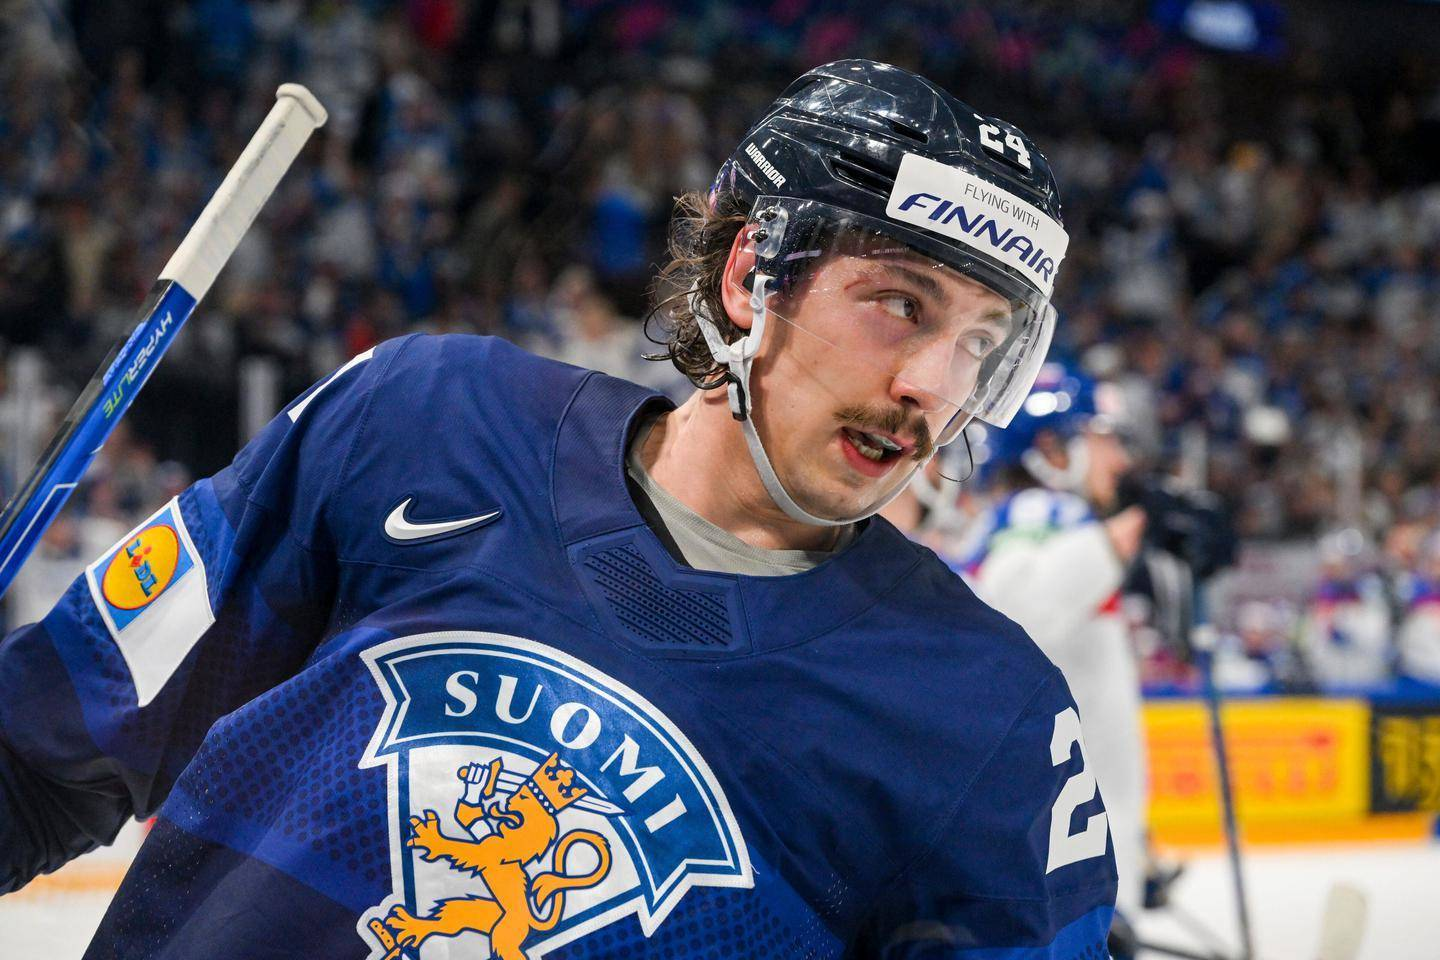 24
WARRIOR
FLYING WITH
FINNAIR
HYPERLITE
LIDL
SUOMI
2